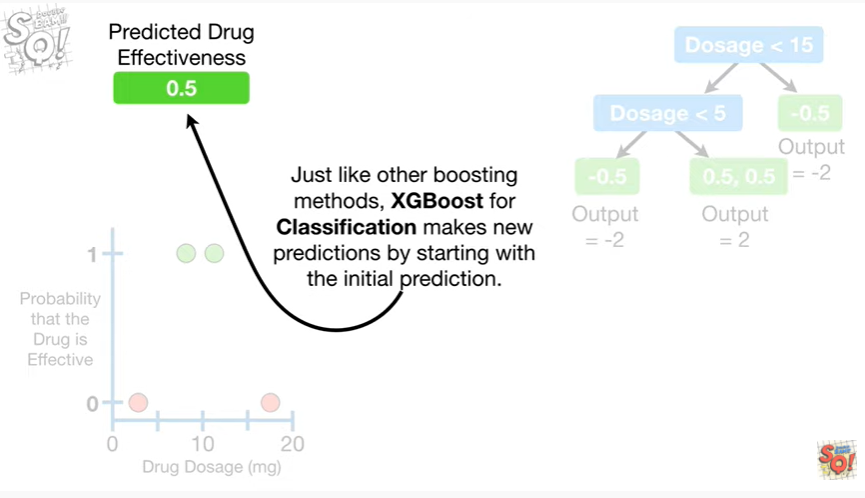 Predicted Drug
Effectiveness
0.5
Just like other boosting
methods, XGBoost for
Classification makes new
predictions by starting with
the initial prediction.
Dosage < 15
Dosage < 5
-0.5
Output
= -2
-0.5
0.5, 0.5
Output
= -2
Output
= 2
1
Probability
that the
Drug is
Effective
0
0
10
20
Drug Dosage (mg)
SQ!
SQ!